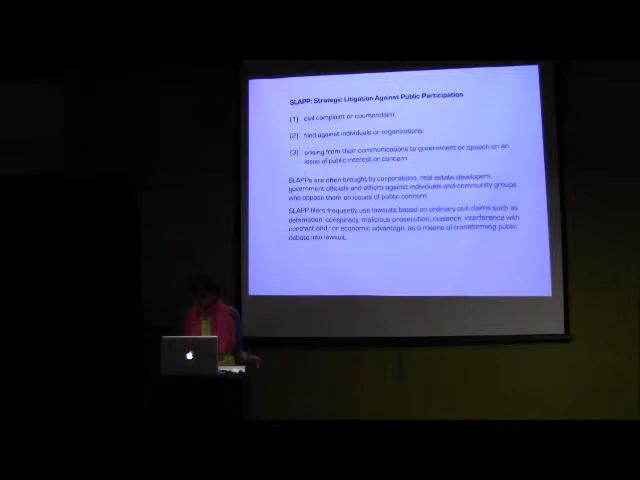 SLAPP: Strategic Litigation Against Public Participation
(1) civil complaint or counterclaim;
(2) filed against individuals or organizations;
(3) arising from their communications to government or speech on an
issue of public interest or concern.
SLAPPs are often brought by corporations, real estate developers,
government officials and others against individuals and community groups
who oppose them on issues of public concern.
SLAPP filers frequently use lawsuits based on ordinary civil claims such as
defamation, conspiracy, malicious prosecution, nuisance, interference with
contract and/or economic advantage, as a means of transforming public
debate into lawsuit.